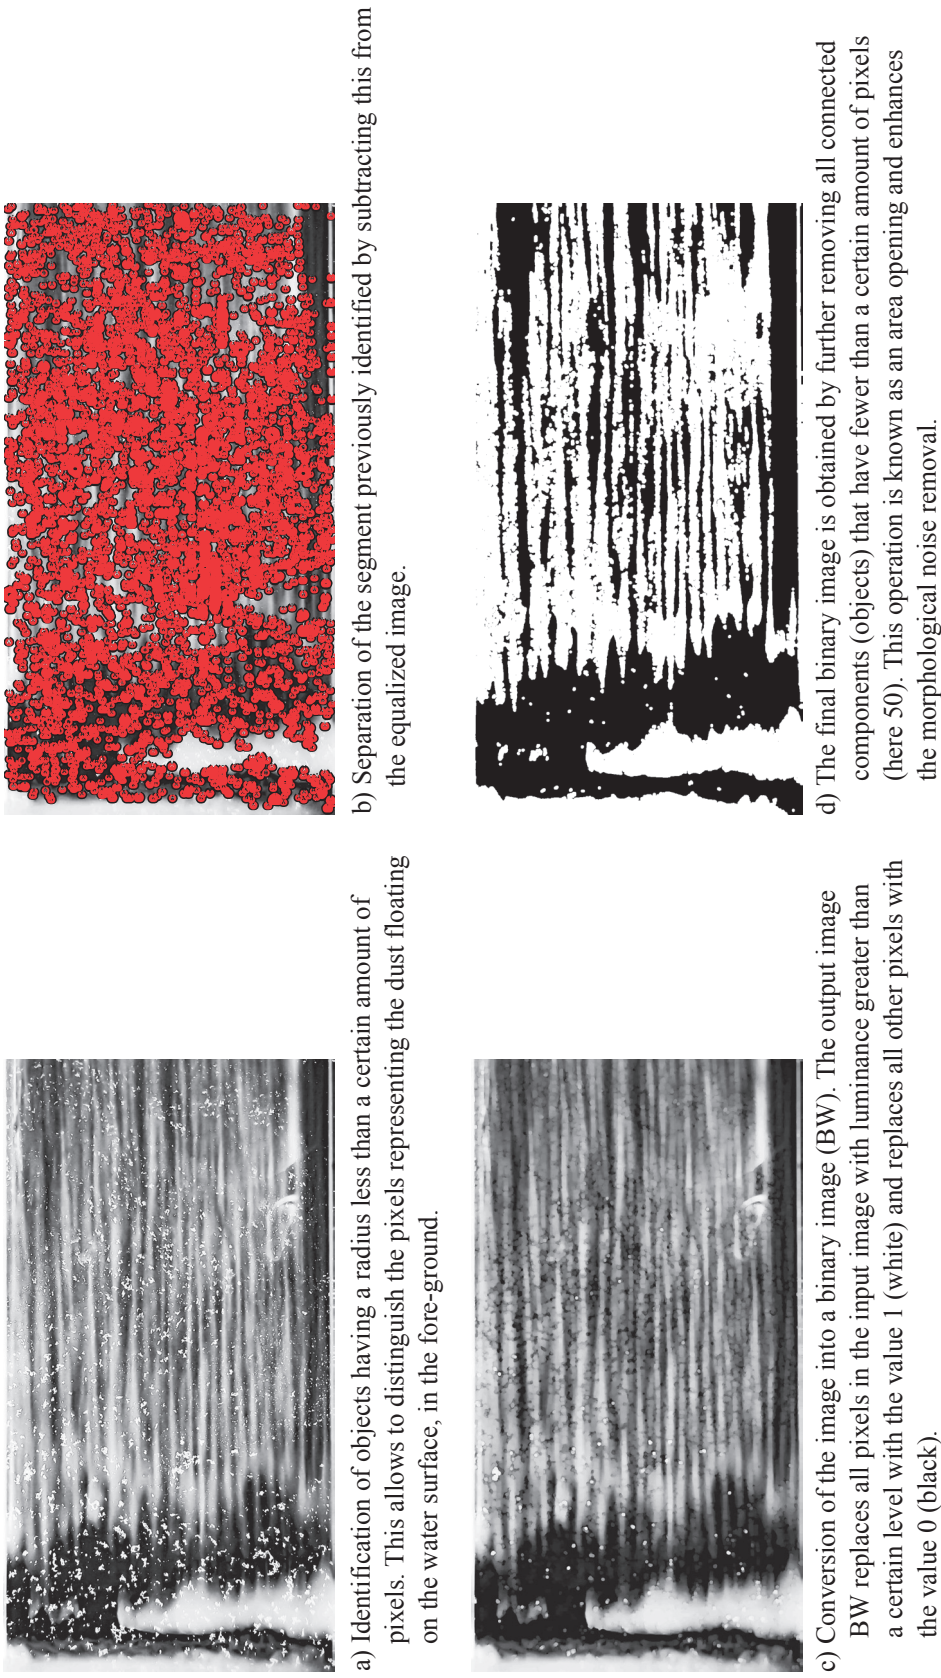 a) Identification of objects having a radius less than a certain amount of
pixels. This allows to distinguish the pixels representing the dust floating
on the water surface, in the fore-ground.
b) Separation of the segment previously identified by subtracting this from
the equalized image.
c) Conversion of the image into a binary image (BW). The output image
BW replaces all pixels in the input image with luminance greater than
a certain level with the value 1 (white) and replaces all other pixels with
the value 0 (black).
d) The final binary image is obtained by further removing all connected
components (objects) that have fewer than a certain amount of pixels
(here 50). This operation is known as an area opening and enhances
the morphological noise removal.